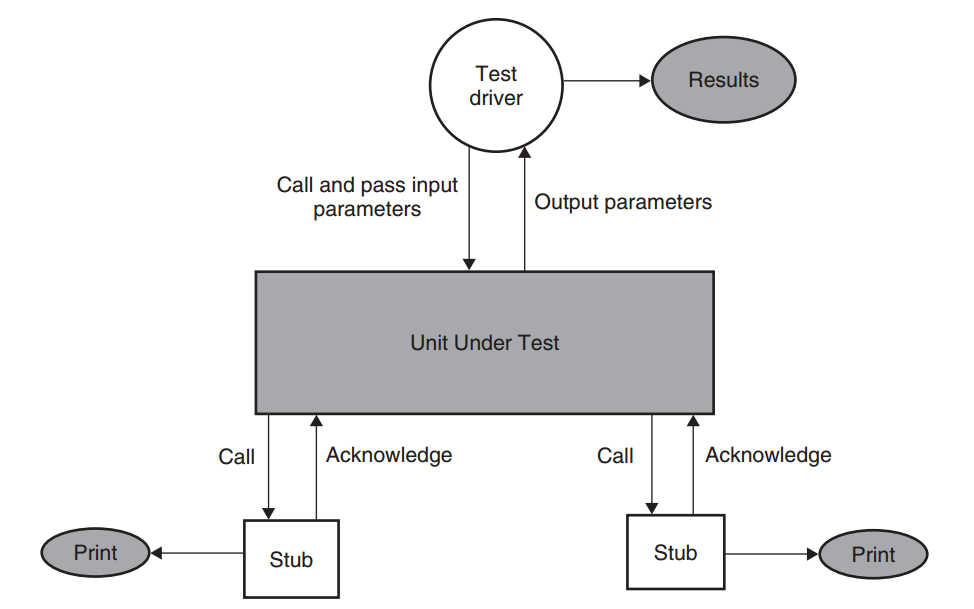 Test
driver
Results
Call and pass input
parameters
Output parameters
Unit Under Test
Call
Acknowledge
Call
Acknowledge
Print
Stub
Stub
Print